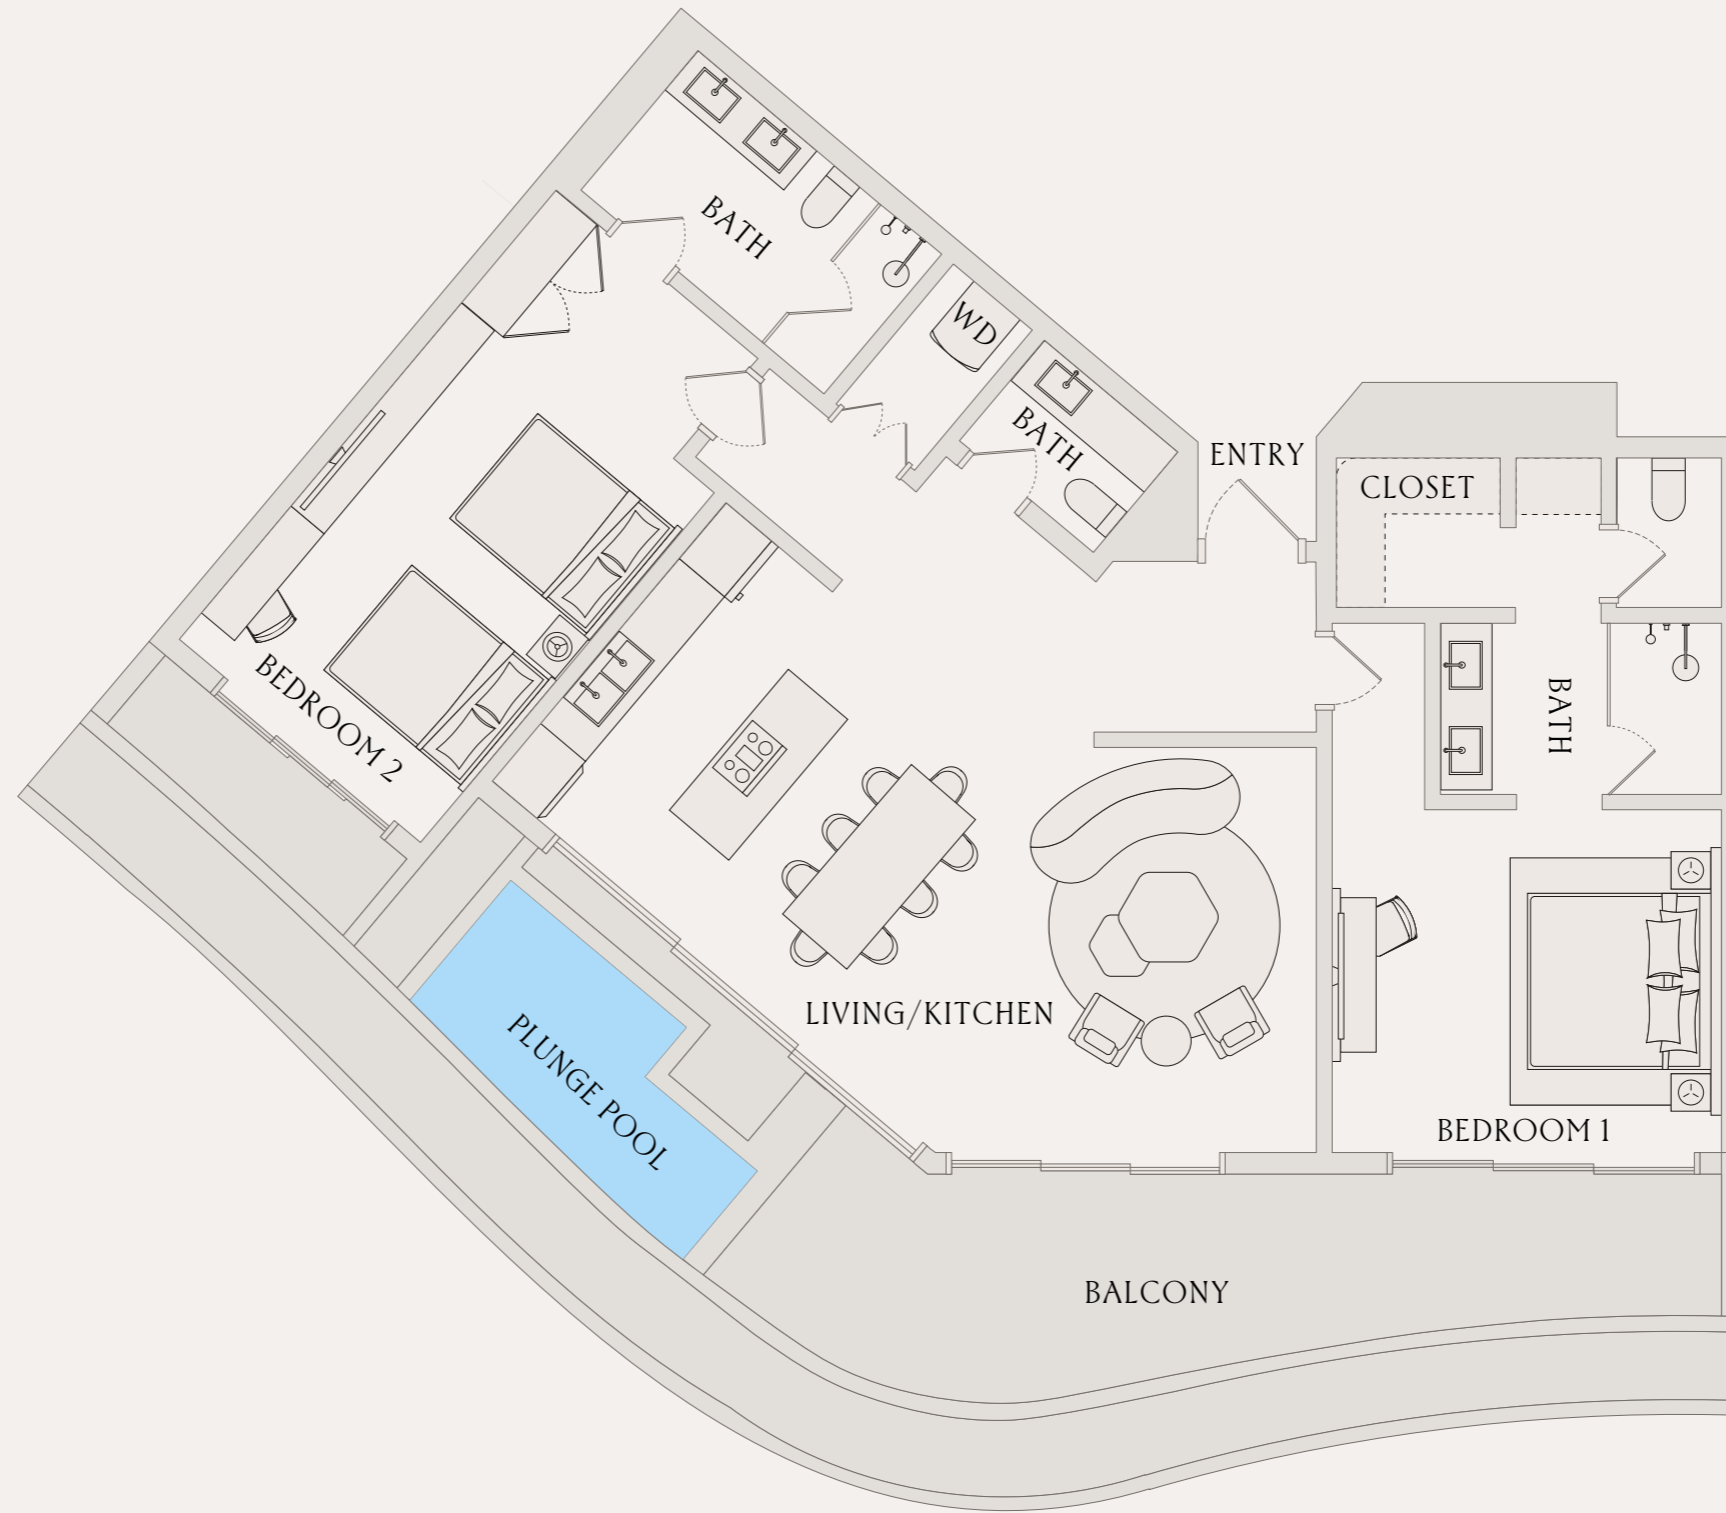 BATH
WD
BATH
ENTRY
CLOSET
BEDROOM 2
BATH
LIVING/KITCHEN
PLUNGE POOL
BEDROOM 1
BALCONY